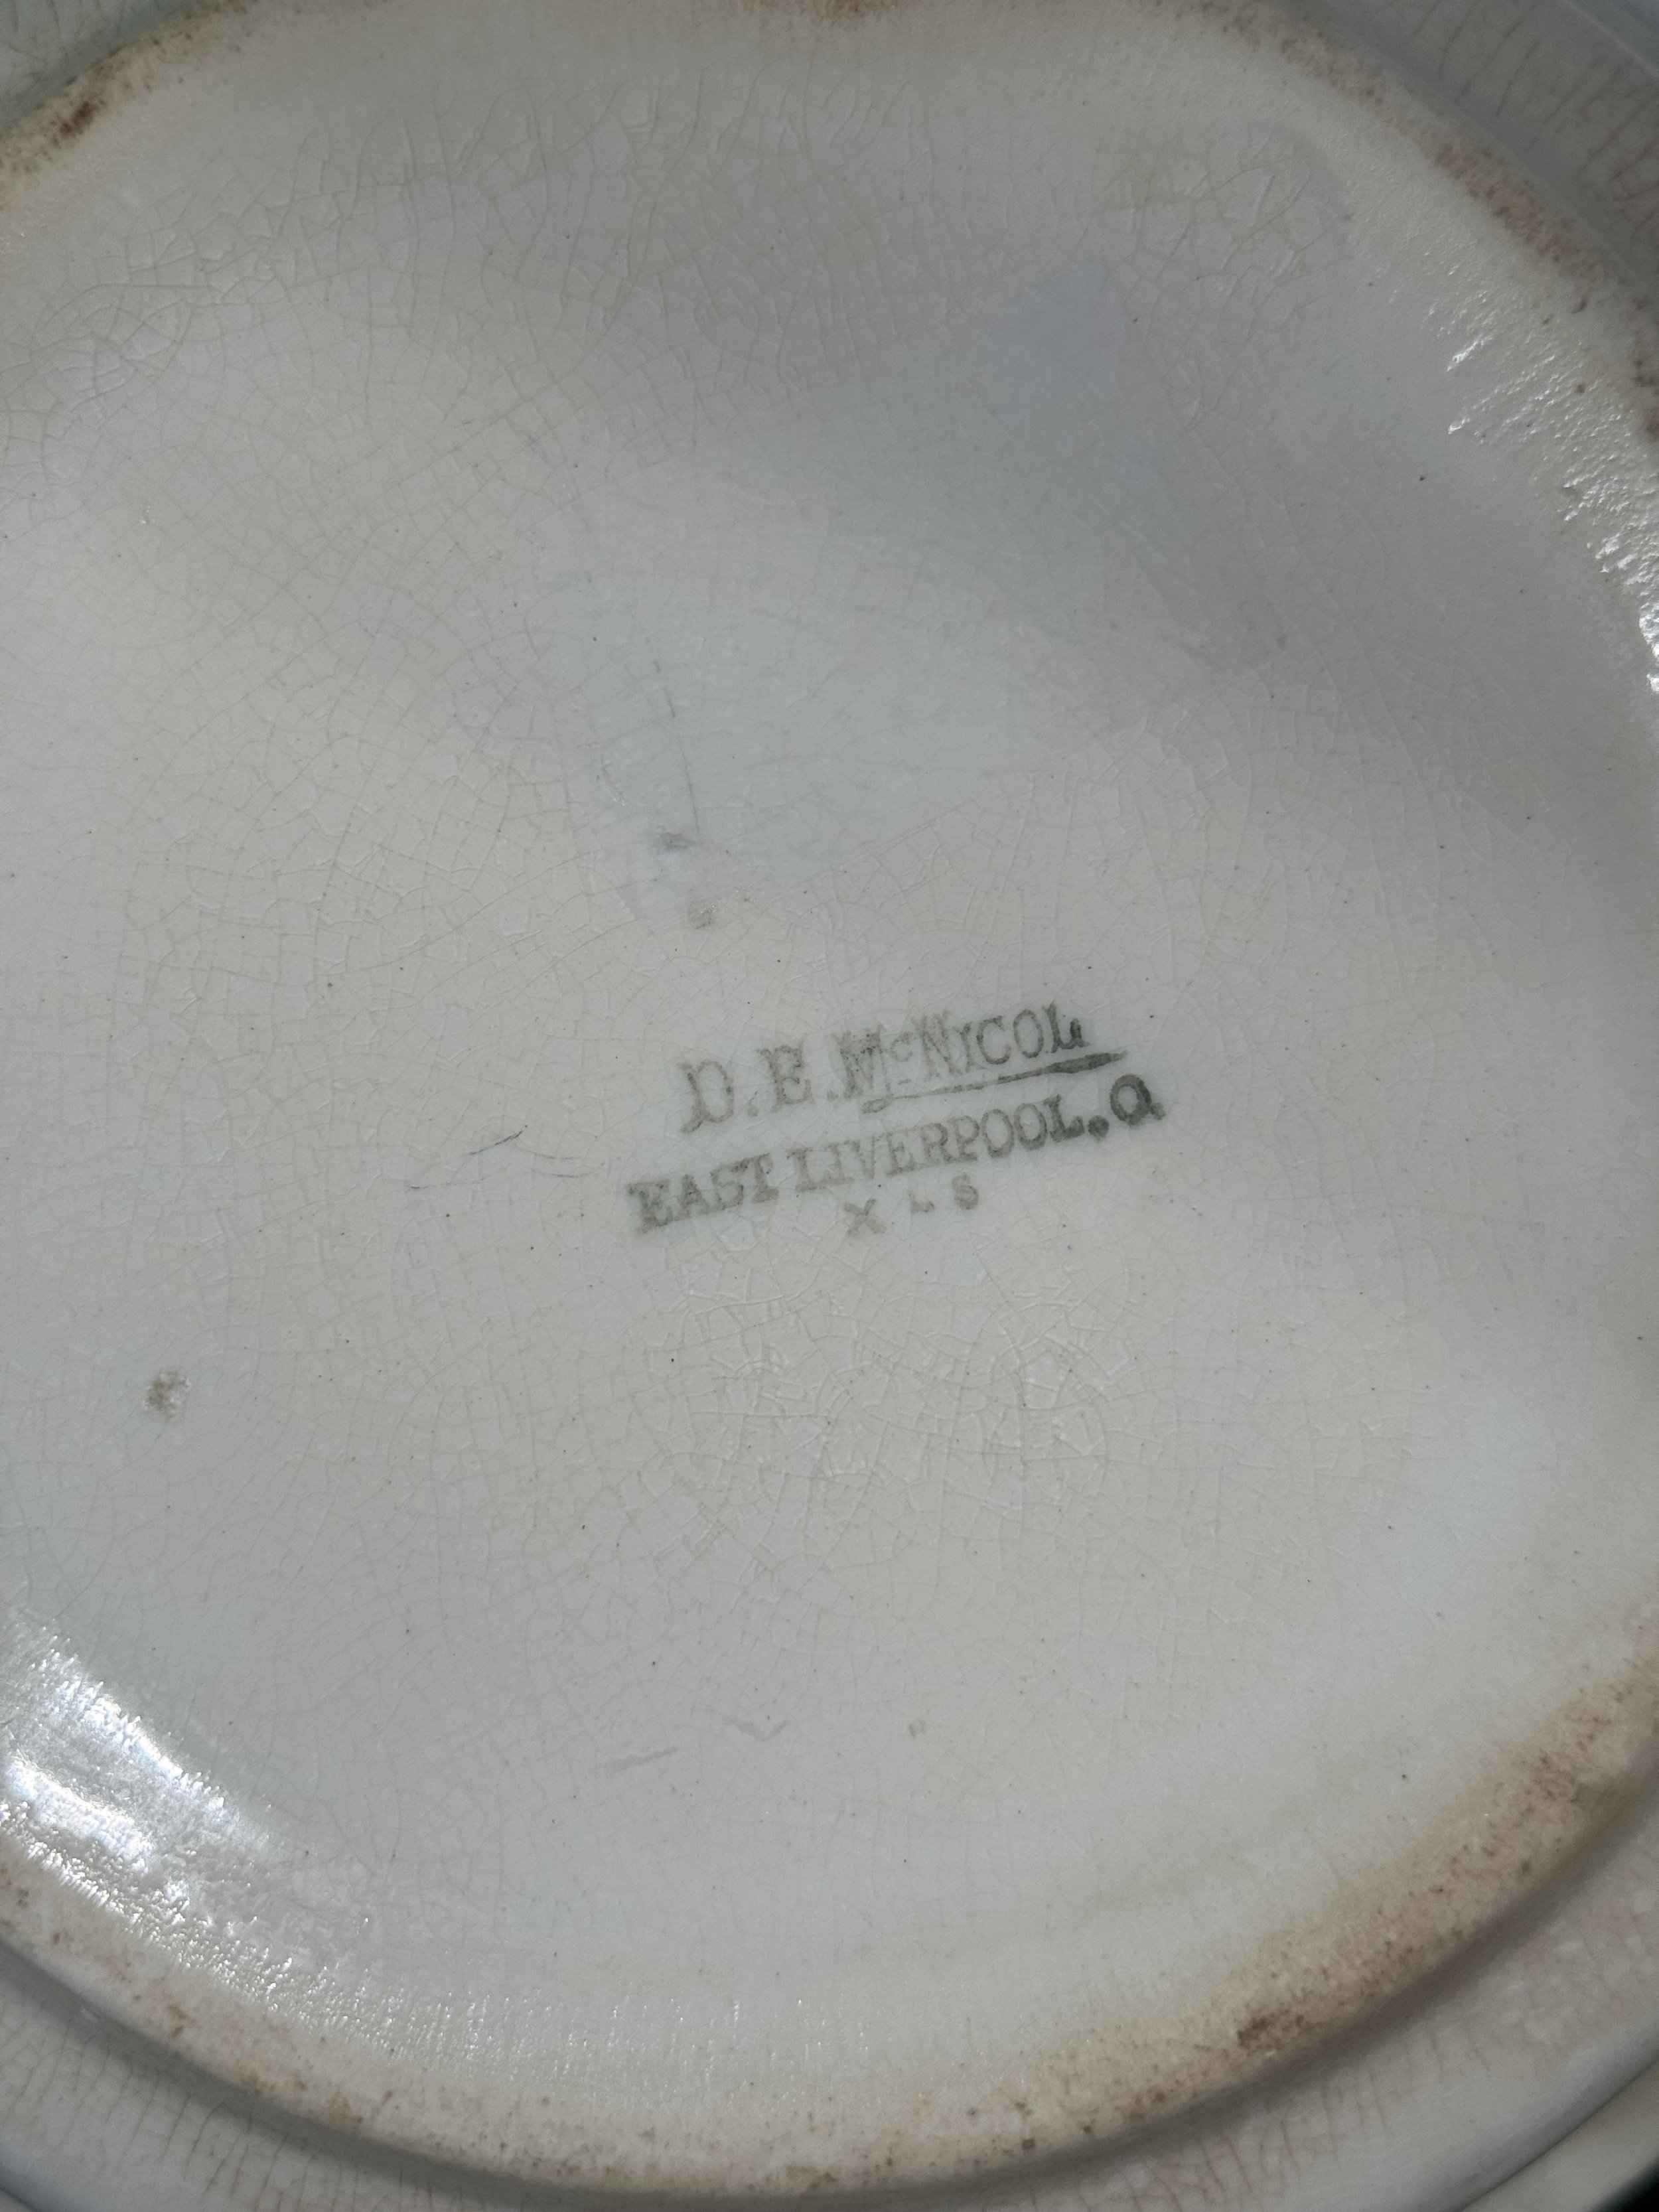 D.E.McNICOL
EAST LIVERPOOL.O
X L S